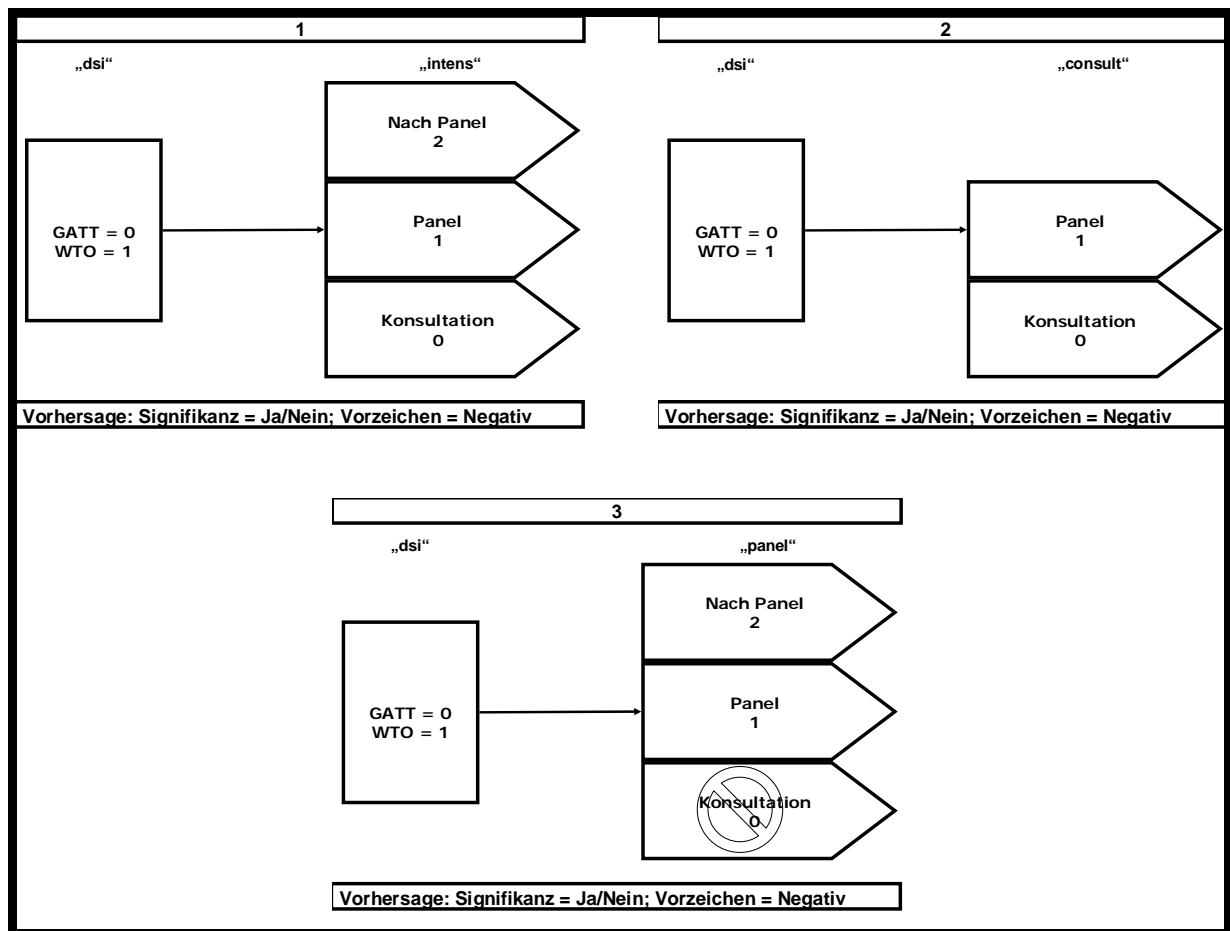 1
„dsi“ „intens“
Nach Panel
2
GATT = 0
WTO = 1
Panel
1
Konsultation
0
Vorhersage: Signifikanz = Ja/Nein; Vorzeichen = Negativ
2
„dsi“ „consult“
GATT = 0
WTO = 1
Panel
1
Konsultation
0
Vorhersage: Signifikanz = Ja/Nein; Vorzeichen = Negativ
3
„dsi“ „panel“
Nach Panel
2
GATT = 0
WTO = 1
Panel
1
Konsultation
0
Vorhersage: Signifikanz = Ja/Nein; Vorzeichen = Negativ